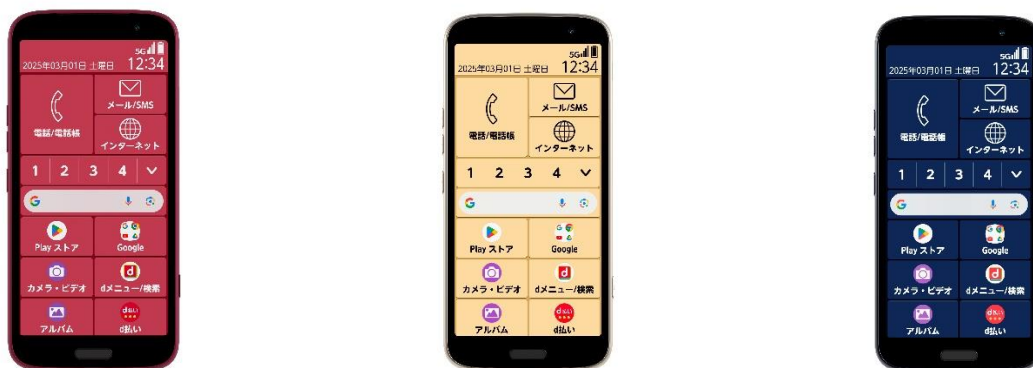 5G
2025年03月01日 土曜日 12:34
電話/電話帳
メール/SMS
インターネット
1 2 3 4
G
Play ストア
Google
カメラ・ビデオ
dメニュー/検索
アルバム
d払い
5G
2025年03月01日 土曜日 12:34
電話/電話帳
メール/SMS
インターネット
1 2 3 4
G
Play ストア
Google
カメラ・ビデオ
dメニュー/検索
アルバム
d払い
5G
2025年03月01日 土曜日 12:34
電話/電話帳
メール/SMS
インターネット
1 2 3 4
G
Play ストア
Google
カメラ・ビデオ
dメニュー/検索
アルバム
d払い